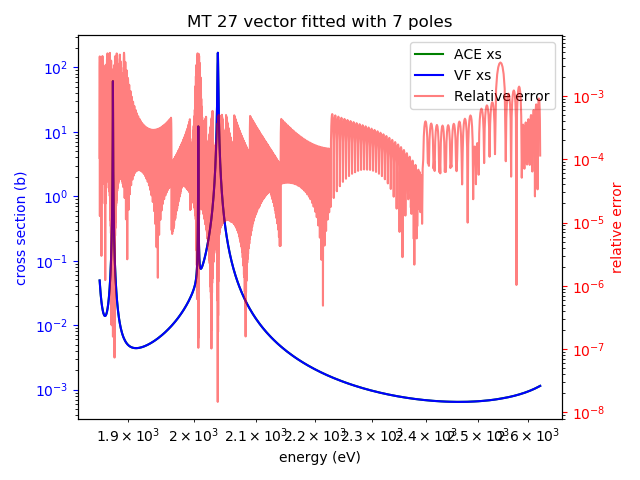 MT 27 vector fitted with 7 poles
ACE xs
VF xs
Relative error
10²
10¹
10⁰
10⁻¹
10⁻²
10⁻³
cross section (b)
10⁻³
10⁻⁴
10⁻⁵
10⁻⁶
10⁻⁷
10⁻⁸
relative error
1.9 × 10³ 2 × 10³ 2.1 × 10³ 2.2 × 10³ 2.3 × 10³ 2.4 × 10³ 2.5 × 10³ 2.6 × 10³
energy (eV)